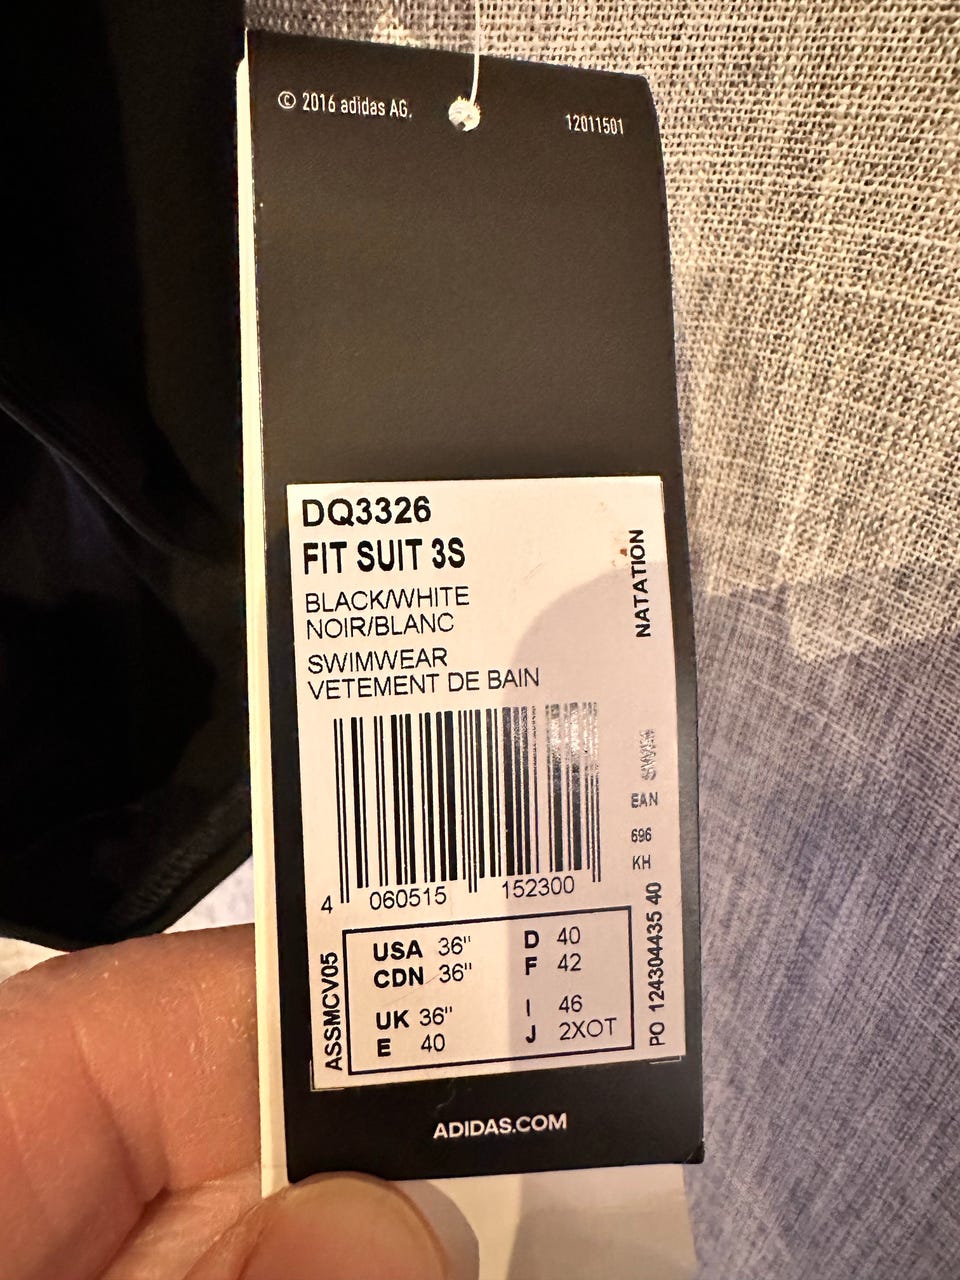 © 2016 adidas AG.
12011501
DQ3326
FIT SUIT 3S
BLACK/WHITE
NOIR/BLANC
SWIMWEAR
VETEMENT DE BAIN
NATATION
EAN
696
KH
4 060515 152300
ASSMCV05
USA 36" D 40
CDN 36" F 42
UK 36" I 46
E 40 J 2XOT
PO 124304435 40
ADIDAS.COM